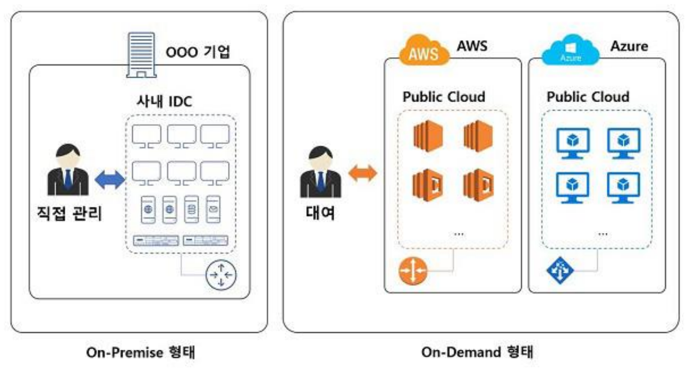 OOO 기업
사내 IDC
직접 관리
On-Premise 형태
AWS
AWS
Public Cloud
...
대여
Azure
Azure
Public Cloud
...
On-Demand 형태